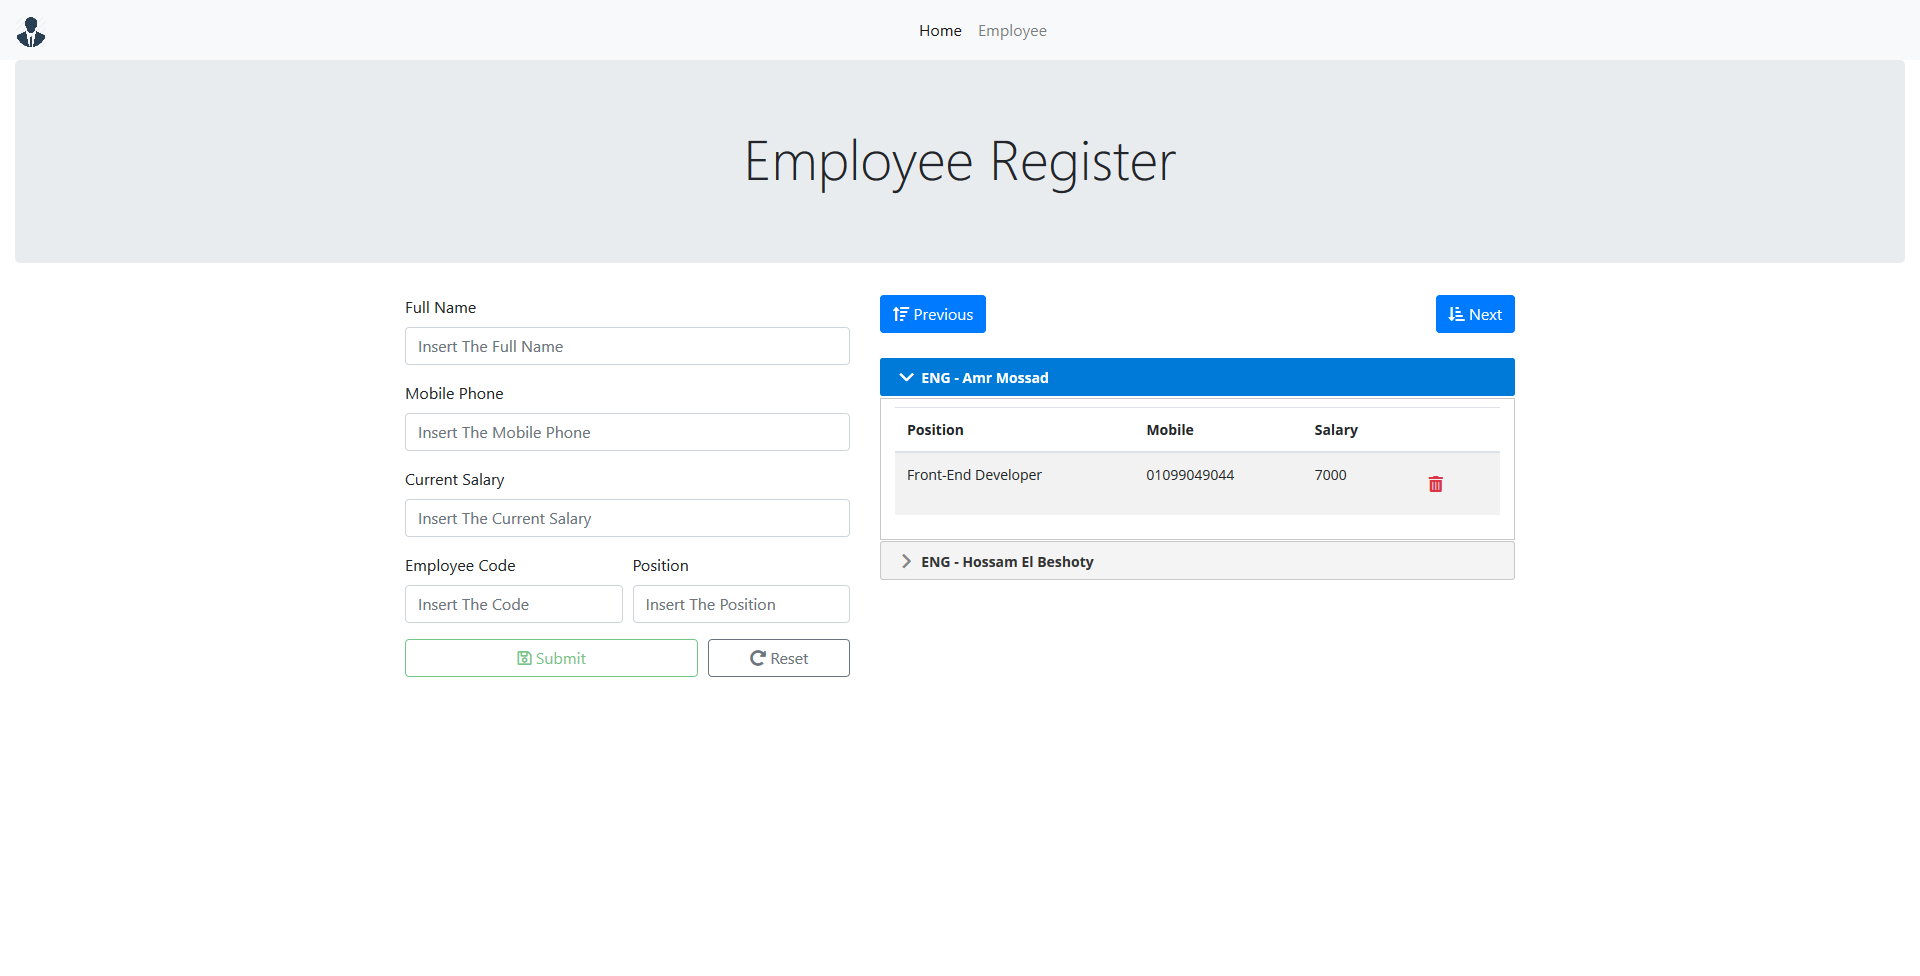 Home Employee
Employee Register
Full Name
Insert The Full Name
Mobile Phone
Insert The Mobile Phone
Current Salary
Insert The Current Salary
Employee Code Position
Insert The Code Insert The Position
Submit Reset
Previous Next
ENG - Amr Mossad
Position Mobile Salary
Front-End Developer 01099049044 7000
ENG - Hossam El Beshoty